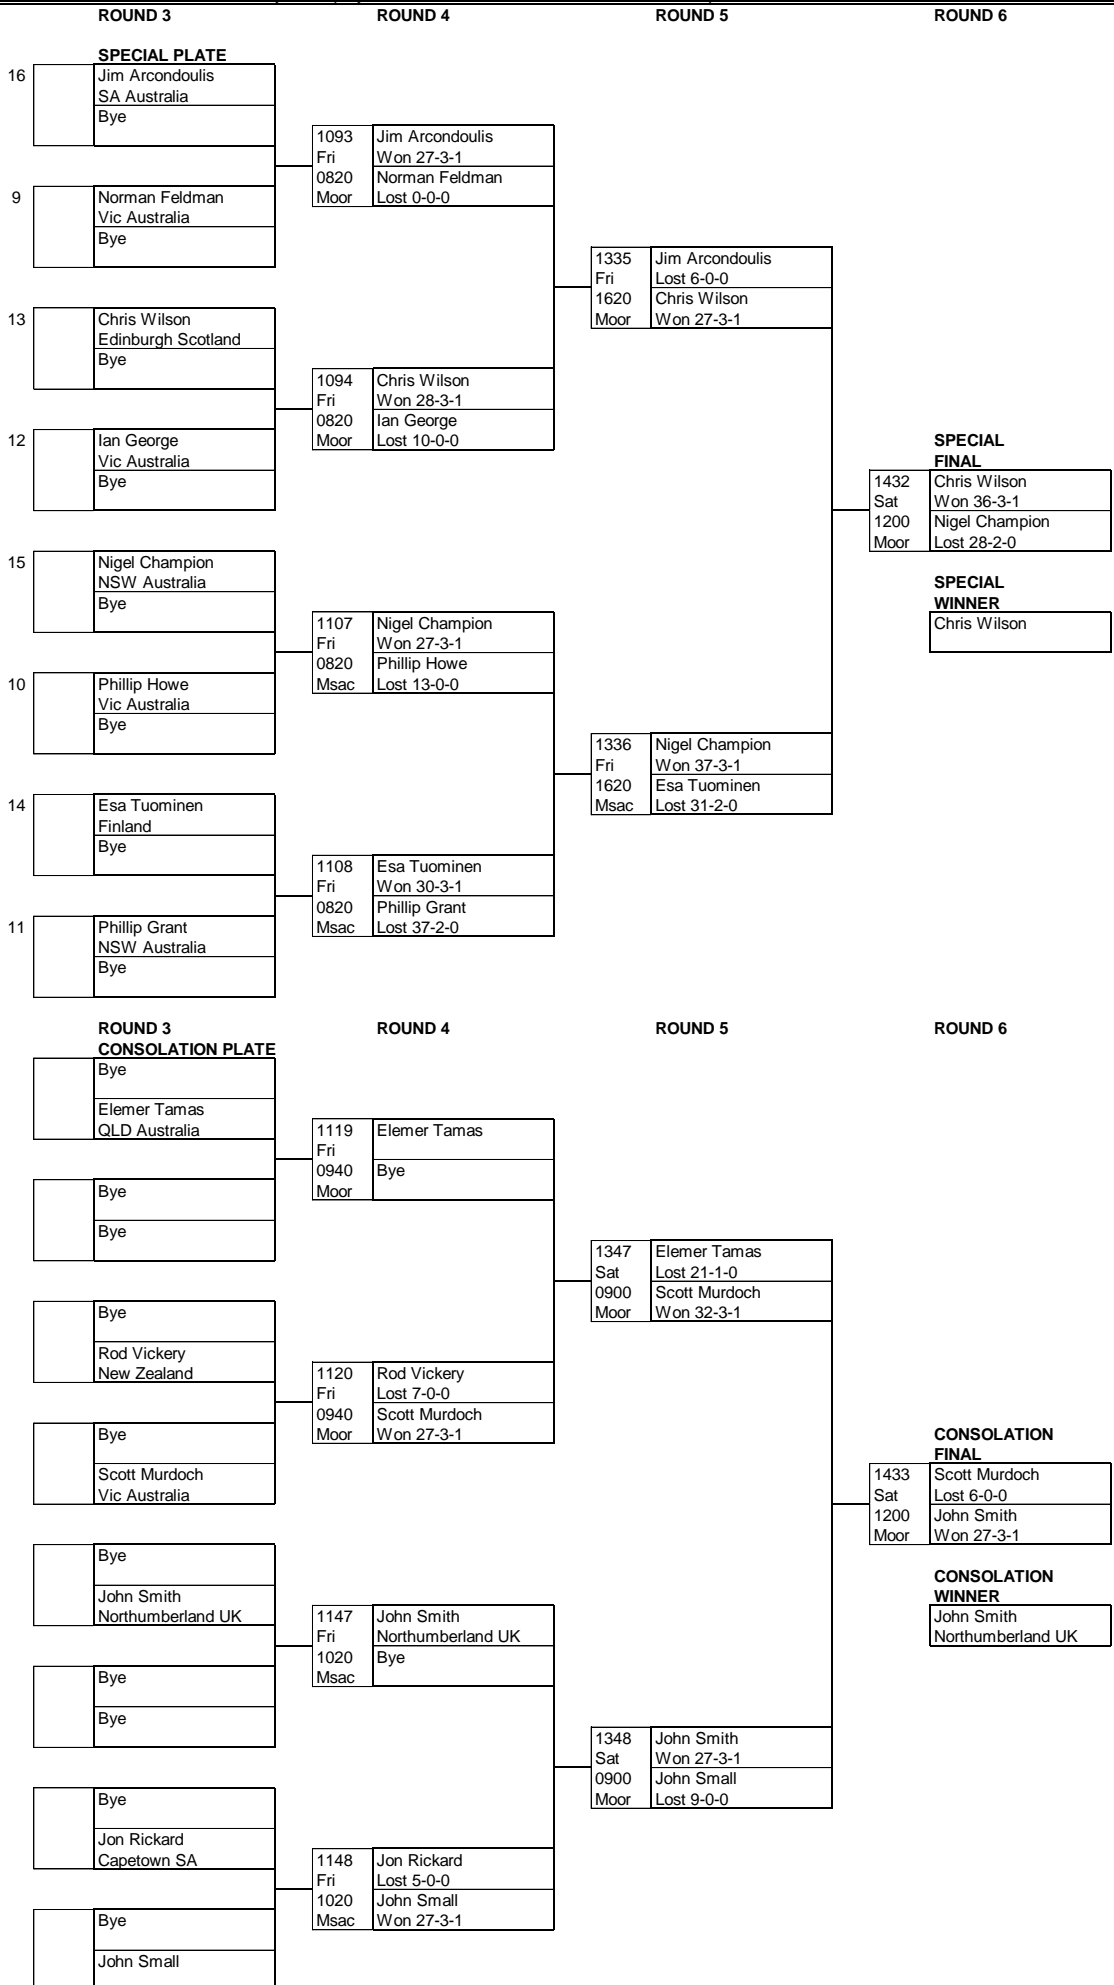 ROUND 3 ROUND 4 ROUND 5 ROUND 6
SPECIAL PLATE
16 Jim Arcondoulis
SA Australia
Bye
1093 Jim Arcondoulis
Fri Won 27-3-1
0820 Norman Feldman
Moor Lost 0-0-0
9 Norman Feldman
Vic Australia
Bye
1335 Jim Arcondoulis
Fri Lost 6-0-0
1620 Chris Wilson
Moor Won 27-3-1
13 Chris Wilson
Edinburgh Scotland
Bye
1094 Chris Wilson
Fri Won 28-3-1
0820 Ian George
Moor Lost 10-0-0
12 Ian George
Vic Australia
Bye
SPECIAL
FINAL
1432 Chris Wilson
Sat Won 36-3-1
1200 Nigel Champion
Moor Lost 28-2-0
15 Nigel Champion
NSW Australia
Bye
SPECIAL
WINNER
Chris Wilson
1107 Nigel Champion
Fri Won 27-3-1
0820 Phillip Howe
Msac Lost 13-0-0
10 Phillip Howe
Vic Australia
Bye
1336 Nigel Champion
Fri Won 37-3-1
1620 Esa Tuominen
Msac Lost 31-2-0
14 Esa Tuominen
Finland
Bye
1108 Esa Tuominen
Fri Won 30-3-1
0820 Phillip Grant
Msac Lost 37-2-0
11 Phillip Grant
NSW Australia
Bye
ROUND 3 ROUND 4 ROUND 5 ROUND 6
CONSOLATION PLATE
Bye
Elemer Tamas
QLD Australia
1119 Elemer Tamas
Fri
0940 Bye
Moor
Bye
Bye
1347 Elemer Tamas
Sat Lost 21-1-0
0900 Scott Murdoch
Moor Won 32-3-1
Bye
Rod Vickery
New Zealand
1120 Rod Vickery
Fri Lost 7-0-0
0940 Scott Murdoch
Moor Won 27-3-1
Bye
Scott Murdoch
Vic Australia
CONSOLATION
FINAL
1433 Scott Murdoch
Sat Lost 6-0-0
1200 John Smith
Moor Won 27-3-1
Bye
John Smith
Northumberland UK
CONSOLATION
WINNER
John Smith
Northumberland UK
1147 John Smith
Fri Northumberland UK
1020 Bye
Msac
Bye
Bye
1348 John Smith
Sat Won 27-3-1
0900 John Small
Moor Lost 9-0-0
Bye
Jon Rickard
Capetown SA
1148 Jon Rickard
Fri Lost 5-0-0
1020 John Small
Msac Won 27-3-1
Bye
John Small